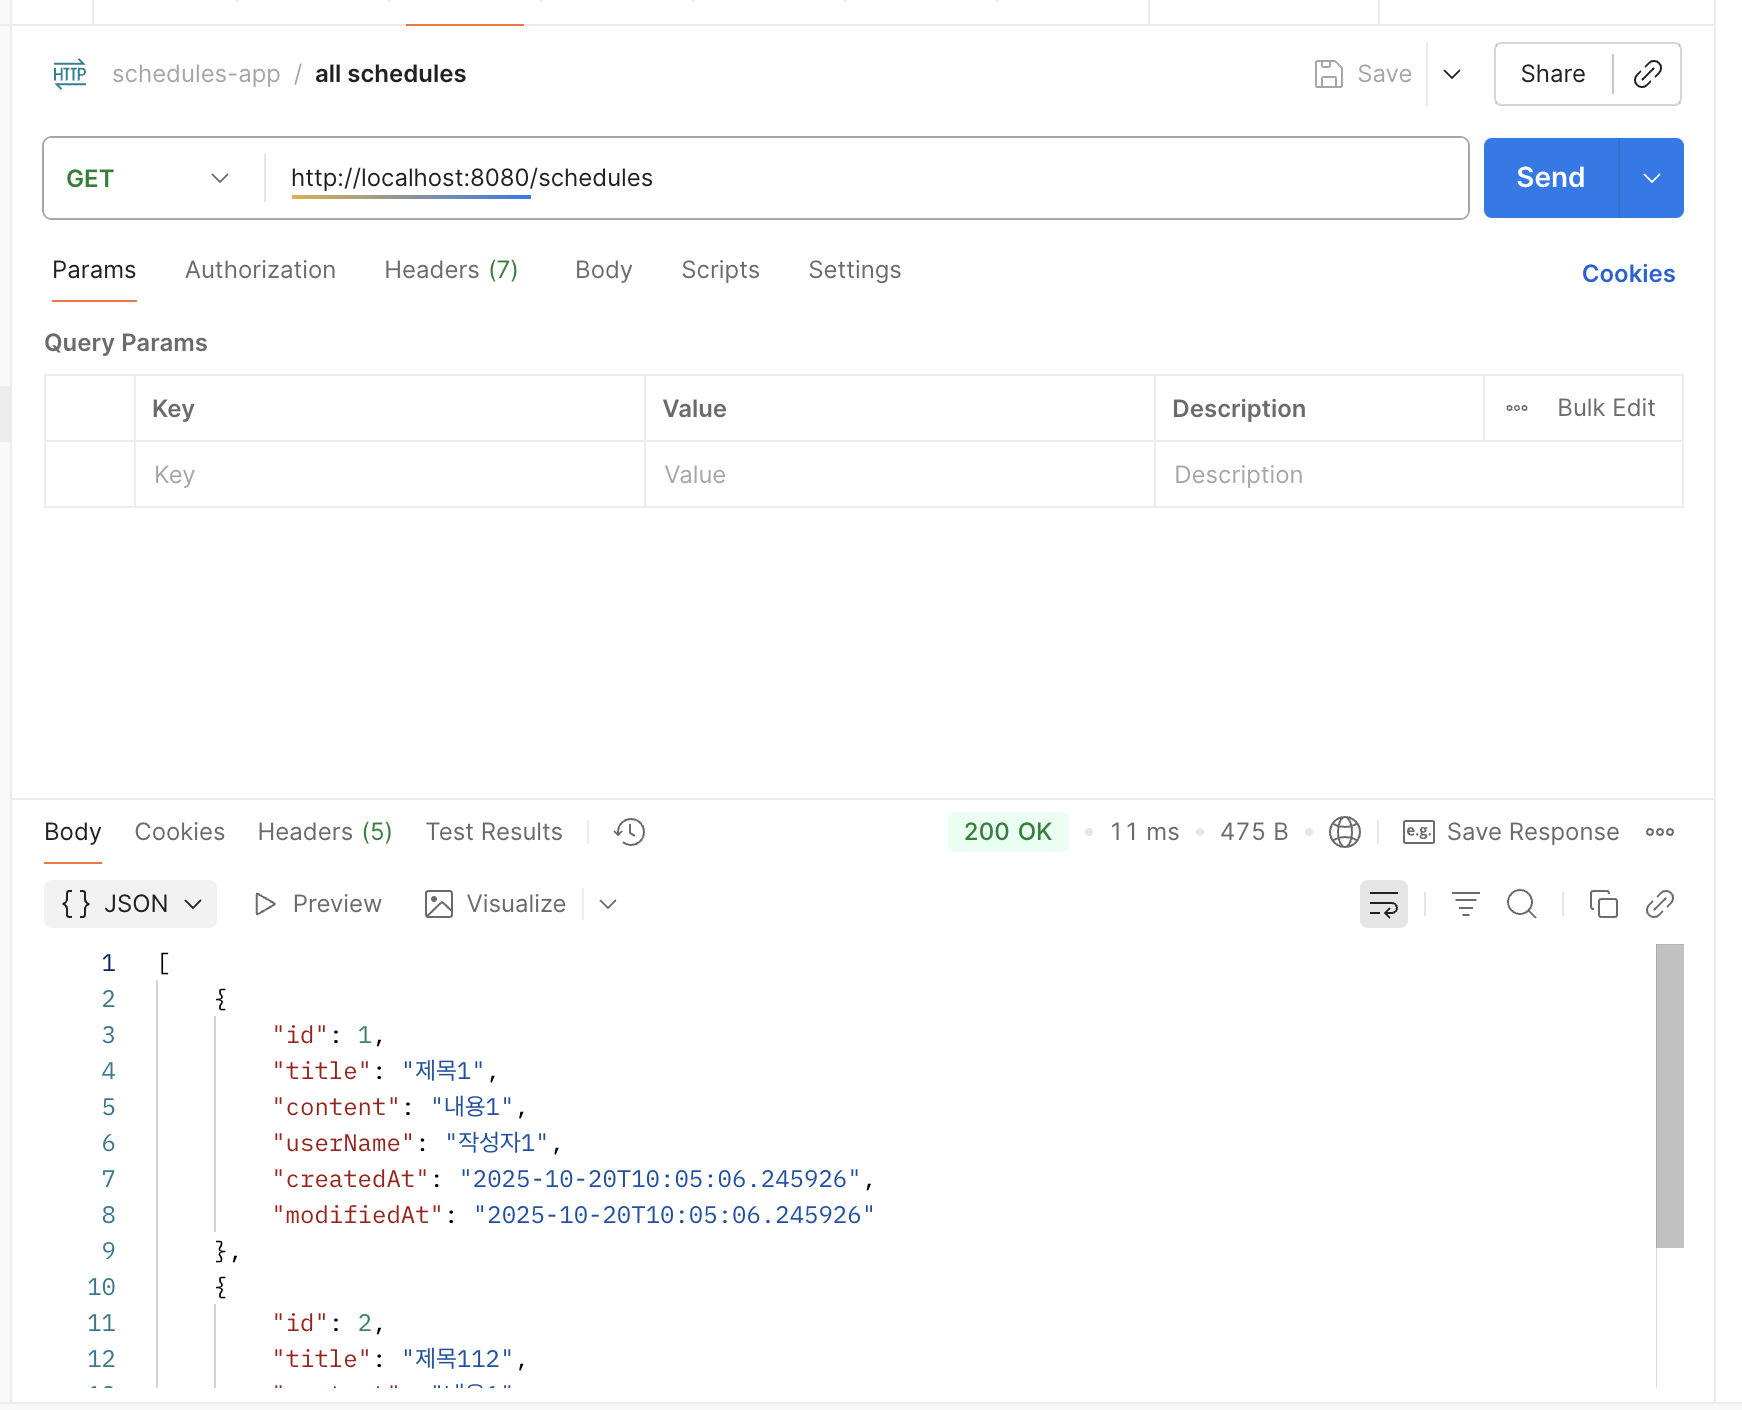 HTTP schedules-app / all schedules Save Share
GET http://localhost:8080/schedules Send
Params Authorization Headers (7) Body Scripts Settings Cookies
Query Params
Key Value Description Bulk Edit
Key Value Description
Body Cookies Headers (5) Test Results 200 OK 11 ms 475 B e.g. Save Response
{} JSON Preview Visualize
1 [
2 {
3 "id": 1,
4 "title": "제목1",
5 "content": "내용1",
6 "userName": "작성자1",
7 "createdAt": "2025-10-20T10:05:06.245926",
8 "modifiedAt": "2025-10-20T10:05:06.245926"
9 },
10 {
11 "id": 2,
12 "title": "제목112",